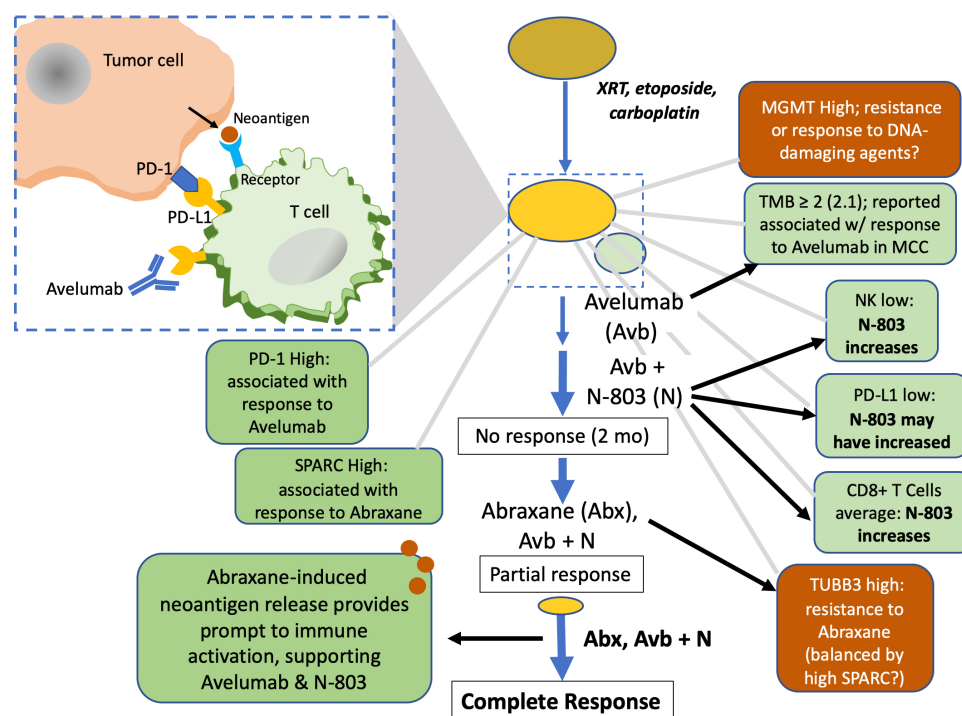 Tumor cell
Neoantigen
PD-1
Receptor
PD-L1
T cell
Avelumab
XRT, etoposide,
carboplatin
MGMT High; resistance
or response to DNA-
damaging agents?
TMB ≥ 2 (2.1); reported
associated w/ response
to Avelumab in MCC
Avelumab
(Avb)
NK low:
N-803
increases
Avb +
N-803 (N)
PD-1 High:
associated with
response to
Avelumab
PD-L1 low:
N-803 may
have increased
No response (2 mo)
SPARC High:
associated with
response to Abraxane
CD8+ T Cells
average: N-803
increases
Abraxane (Abx),
Avb + N
Partial response
Abraxane-induced
neoantigen release provides
prompt to immune
activation, supporting
Avelumab & N-803
TUBB3 high:
resistance to
Abraxane
(balanced by
high SPARC?)
Abx, Avb + N
Complete Response